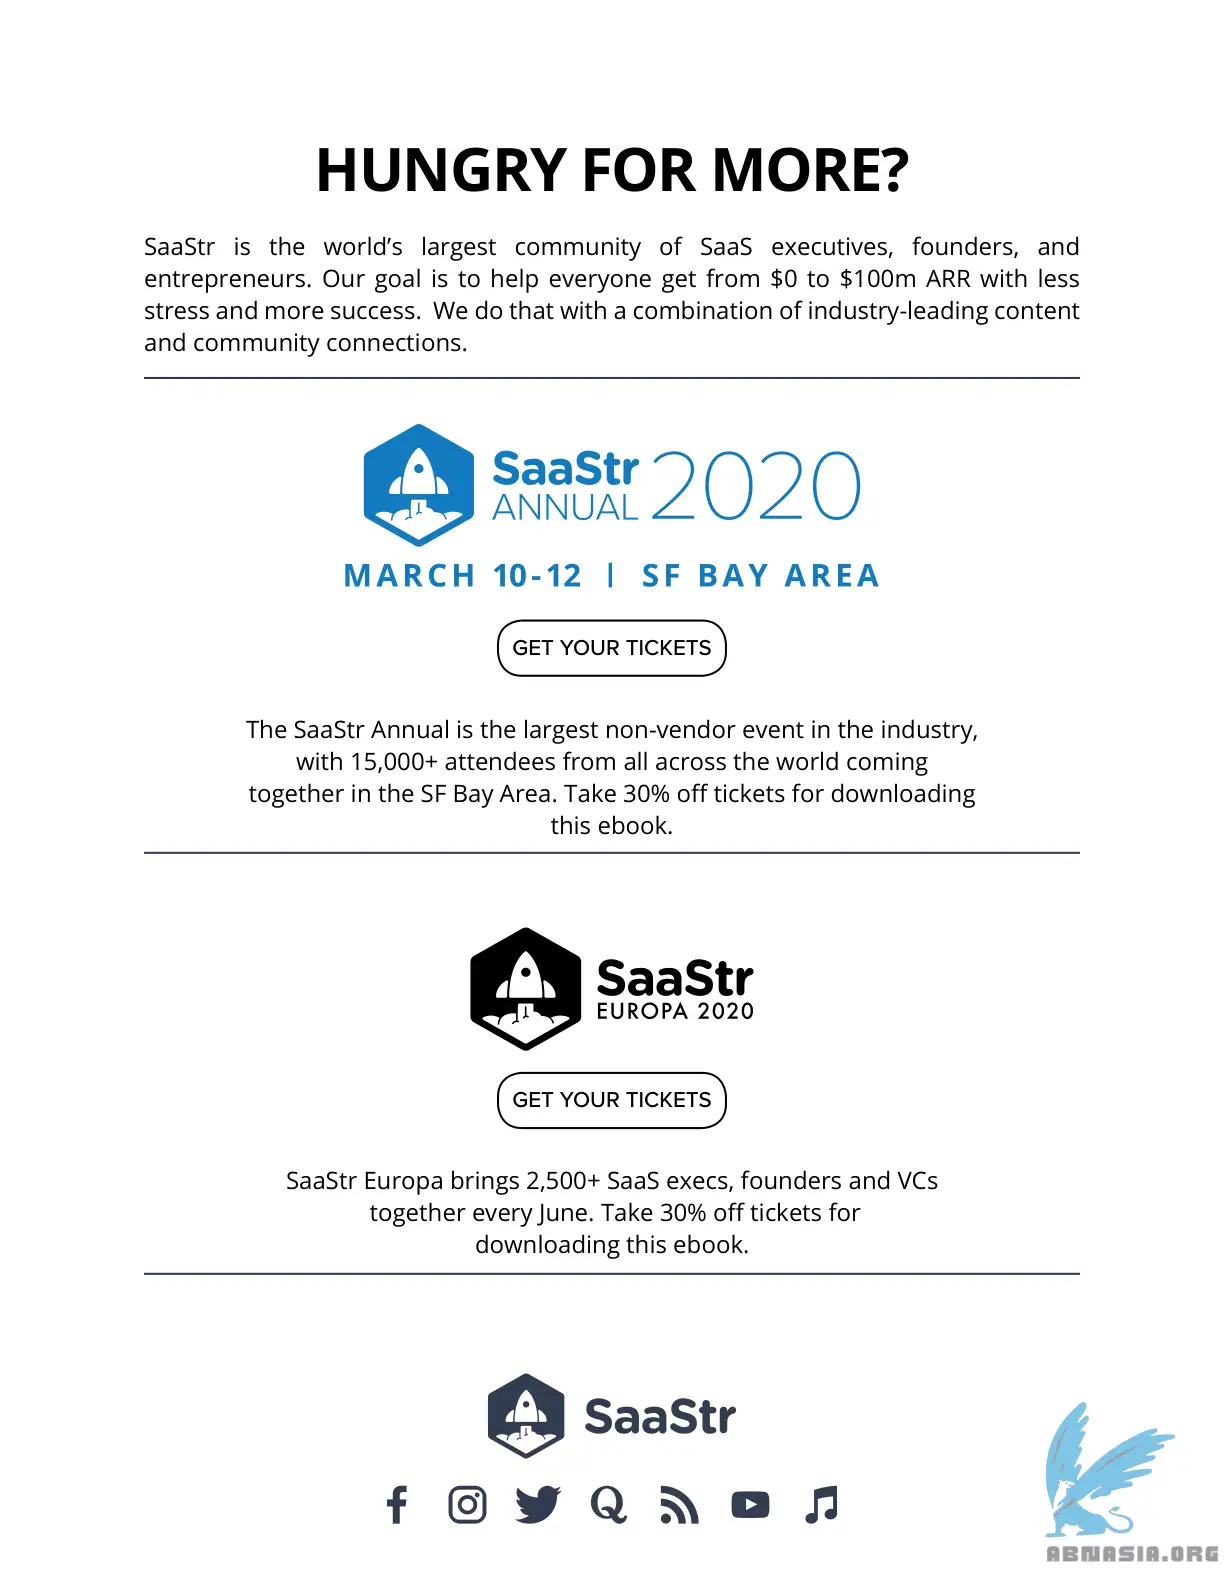 HUNGRY FOR MORE?
SaaStr is the world’s largest community of SaaS executives, founders, and
entrepreneurs. Our goal is to help everyone get from $0 to $100m ARR with less
stress and more success.  We do that with a combination of industry-leading content
and community connections.
SaaStr 2020
ANNUAL
MARCH 10-12 | SF BAY AREA
GET YOUR TICKETS
The SaaStr Annual is the largest non-vendor event in the industry,
with 15,000+ attendees from all across the world coming
together in the SF Bay Area. Take 30% off tickets for downloading
this ebook.
SaaStr
EUROPA 2020
GET YOUR TICKETS
SaaStr Europa brings 2,500+ SaaS execs, founders and VCs
together every June. Take 30% off tickets for
downloading this ebook.
SaaStr
ABNASIA.ORG